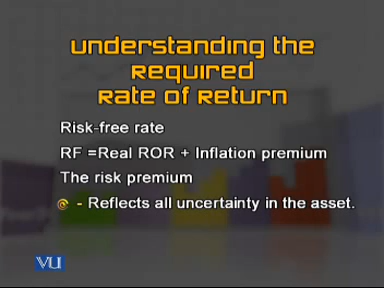 understanding the
Required
Rate of Return
Risk-free rate
RF =Real ROR + Inflation premium
The risk premium
- Reflects all uncertainty in the asset.
VU